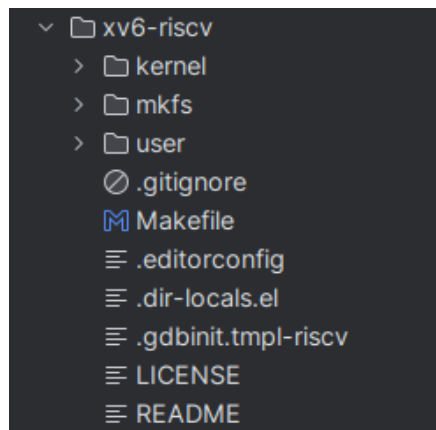 xv6-riscv
kernel
mkfs
user
.gitignore
Makefile
.editorconfig
.dir-locals.el
.gdbinit.tmpl-riscv
LICENSE
README